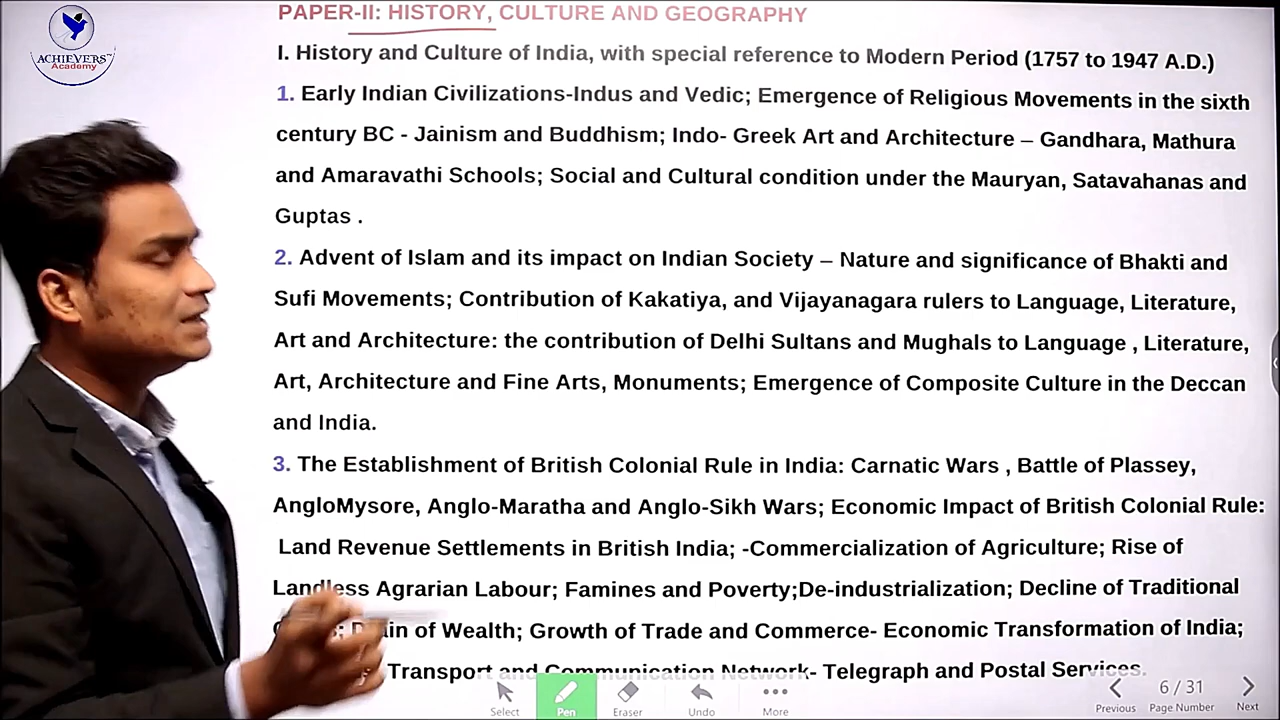 PAPER-II: HISTORY, CULTURE AND GEOGRAPHY
ACHIEVERS
Academy
I. History and Culture of India, with special reference to Modern Period (1757 to 1947 A.D.)
1. Early Indian Civilizations-Indus and Vedic; Emergence of Religious Movements in the sixth
century BC - Jainism and Buddhism; Indo- Greek Art and Architecture – Gandhara, Mathura
and Amaravathi Schools; Social and Cultural condition under the Mauryan, Satavahanas and
Guptas .
2. Advent of Islam and its impact on Indian Society – Nature and significance of Bhakti and
Sufi Movements; Contribution of Kakatiya, and Vijayanagara rulers to Language, Literature,
Art and Architecture: the contribution of Delhi Sultans and Mughals to Language , Literature,
Art, Architecture and Fine Arts, Monuments; Emergence of Composite Culture in the Deccan
and India.
3. The Establishment of British Colonial Rule in India: Carnatic Wars , Battle of Plassey,
AngloMysore, Anglo-Maratha and Anglo-Sikh Wars; Economic Impact of British Colonial Rule:
Land Revenue Settlements in British India; -Commercialization of Agriculture; Rise of
Landless Agrarian Labour; Famines and Poverty;De-industrialization; Decline of Traditional
Drain of Wealth; Growth of Trade and Commerce- Economic Transformation of India;
Transport and Communication Network- Telegraph and Postal Services.
Select Pen Eraser Undo More
Previous 6 / 31 Page Number Next